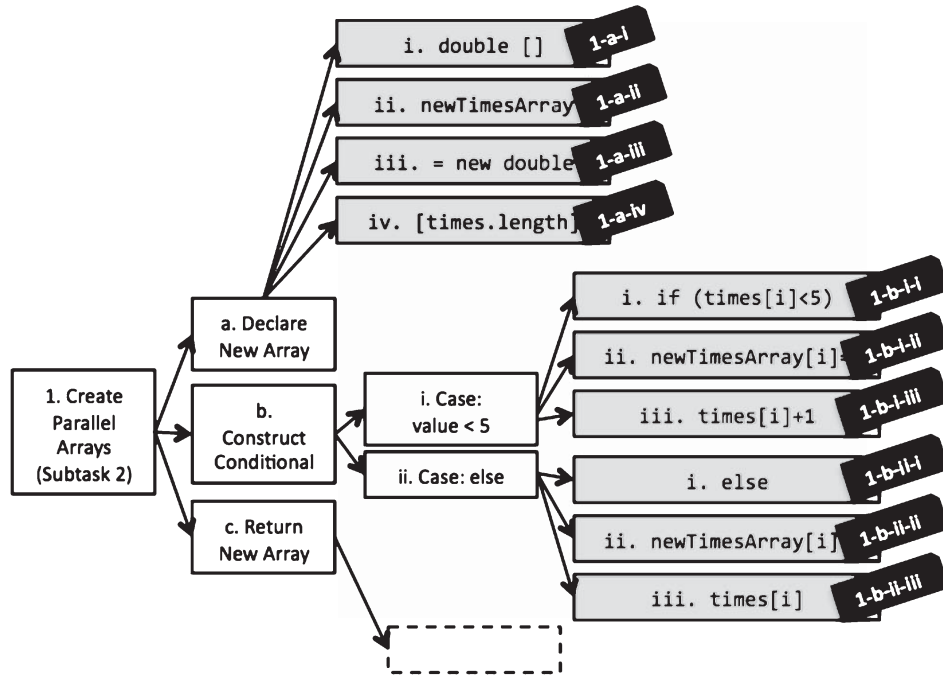 i. double []
1-a-i
ii. newTimesArray
1-a-ii
iii. = new double
1-a-iii
iv. [times.length]
1-a-iv
a. Declare
New Array
1. Create
Parallel
Arrays
(Subtask 2)
b.
Construct
Conditional
c. Return
New Array
i. Case:
value < 5
ii. Case: else
i. if (times[i]<5)
1-b-i-i
ii. newTimesArray[i]=
1-b-i-ii
iii. times[i]+1
1-b-i-iii
i. else
1-b-ii-i
ii. newTimesArray[i]
1-b-ii-ii
iii. times[i]
1-b-ii-iii